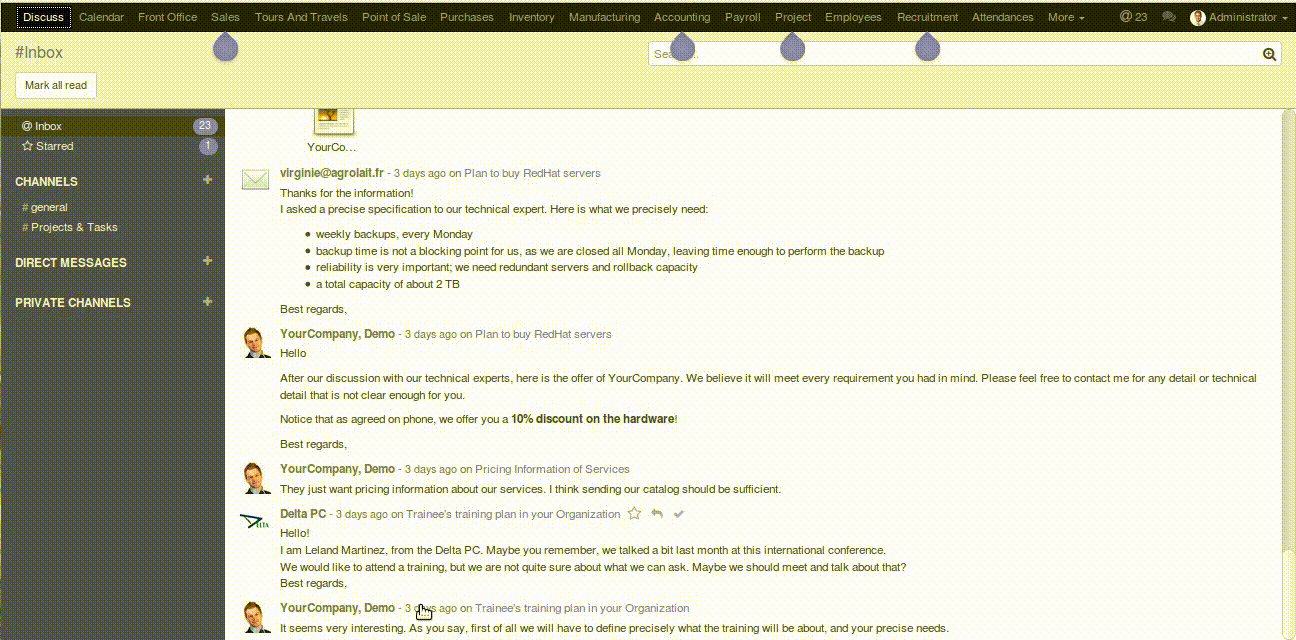 Discuss Calendar Front Office Sales Tours And Travels Point of Sale Purchases Inventory Manufacturing Accounting Payroll Project Employees Recruitment Attendances More @ 23 Administrator
#Inbox
Mark all read
@ Inbox 23
Starred 1
CHANNELS +
# general
# Projects & Tasks
DIRECT MESSAGES +
PRIVATE CHANNELS +
YourCo...
virginie@agrolait.fr - 3 days ago on Plan to buy RedHat servers
Thanks for the information!
I asked a precise specification to our technical expert. Here is what we precisely need:
• weekly backups, every Monday
• backup time is not a blocking point for us, as we are closed all Monday, leaving time enough to perform the backup
• reliability is very important; we need redundant servers and rollback capacity
• a total capacity of about 2 TB
Best regards,
YourCompany, Demo - 3 days ago on Plan to buy RedHat servers
Hello
After our discussion with our technical experts, here is the offer of YourCompany. We believe it will meet every requirement you had in mind. Please feel free to contact me for any detail or technical
detail that is not clear enough for you.
Notice that as agreed on phone, we offer you a 10% discount on the hardware!
Best regards,
YourCompany, Demo - 3 days ago on Pricing Information of Services
They just want pricing information about our services. I think sending our catalog should be sufficient.
Delta PC - 3 days ago on Trainee's training plan in your Organization
Hello!
I am Leland Martinez, from the Delta PC. Maybe you remember, we talked a bit last month at this international conference.
We would like to attend a training, but we are not quite sure about what we can ask. Maybe we should meet and talk about that?
Best regards,
YourCompany, Demo - 3 days ago on Trainee's training plan in your Organization
It seems very interesting. As you say, first of all we will have to define precisely what the training will be about, and your precise needs.